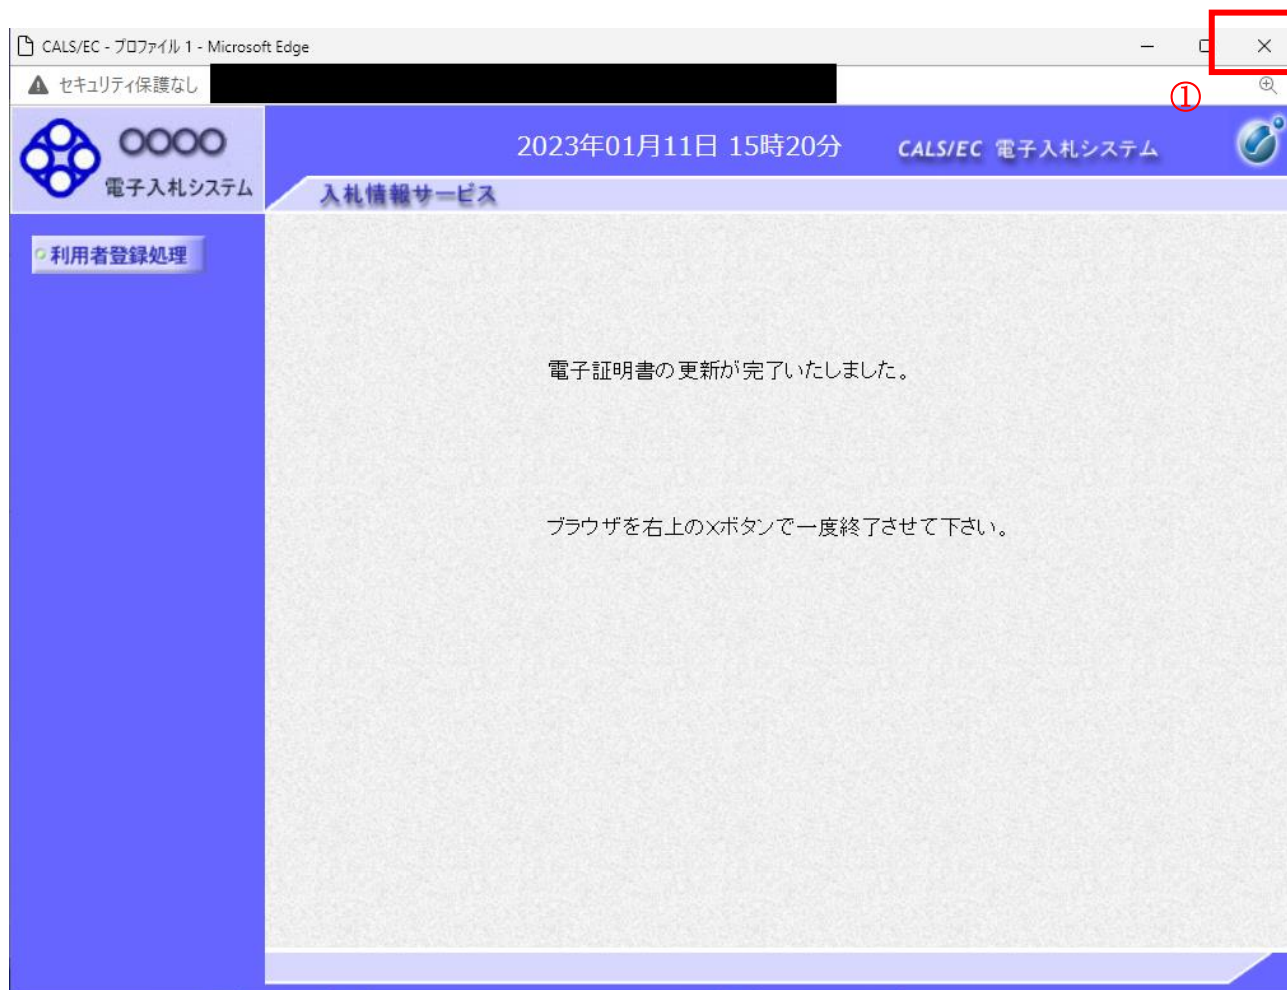 CALS/EC - プロファイル 1 - Microsoft Edge
セキュリティ保護なし
①
〇〇〇〇
電子入札システム
2023年01月11日 15時20分
CALS/EC 電子入札システム
入札情報サービス
利用者登録処理
電子証明書の更新が完了いたしました。
ブラウザを右上の×ボタンで一度終了させて下さい。